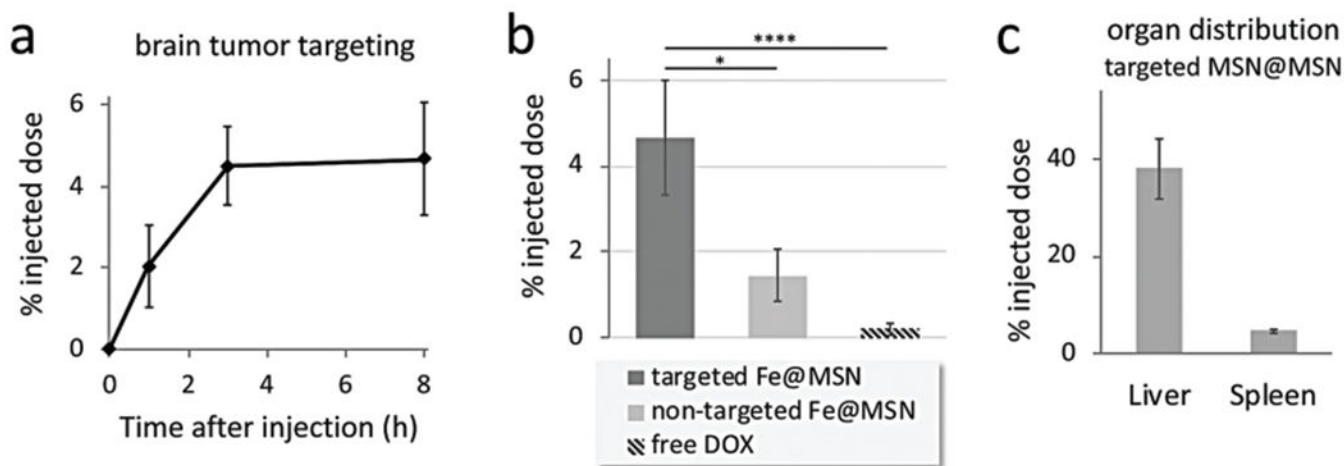 a
brain tumor targeting
% injected dose
6
4
2
0
0 2 4 6 8
Time after injection (h)
b
****
*
% injected dose
6
4
2
0
targeted Fe@MSN
non-targeted Fe@MSN
free DOX
c
organ distribution
targeted MSN@MSN
% injected dose
40
20
0
Liver Spleen